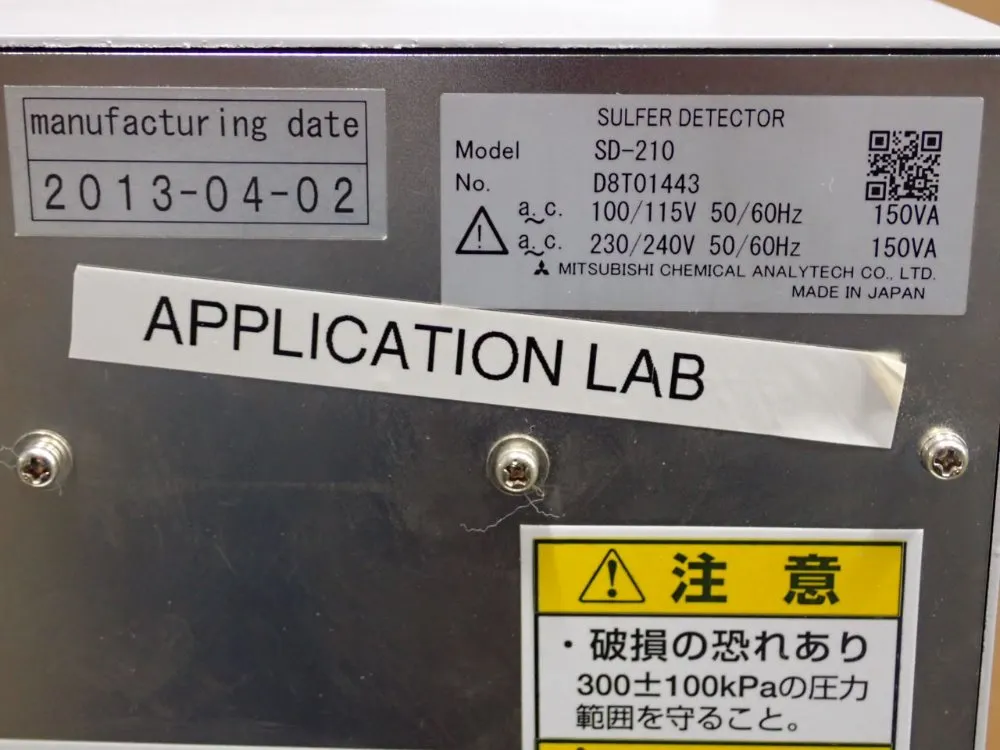 manufacturing date
2013-04-02
SULFER DETECTOR
Model SD-210
No. D8T01443
a.c. 100/115V 50/60Hz 150VA
a.c. 230/240V 50/60Hz 150VA
MITSUBISHI CHEMICAL ANALYTECH CO., LTD.
MADE IN JAPAN
APPLICATION LAB
注意
・破損の恐れあり
300±100kPaの圧力
範囲を守ること。